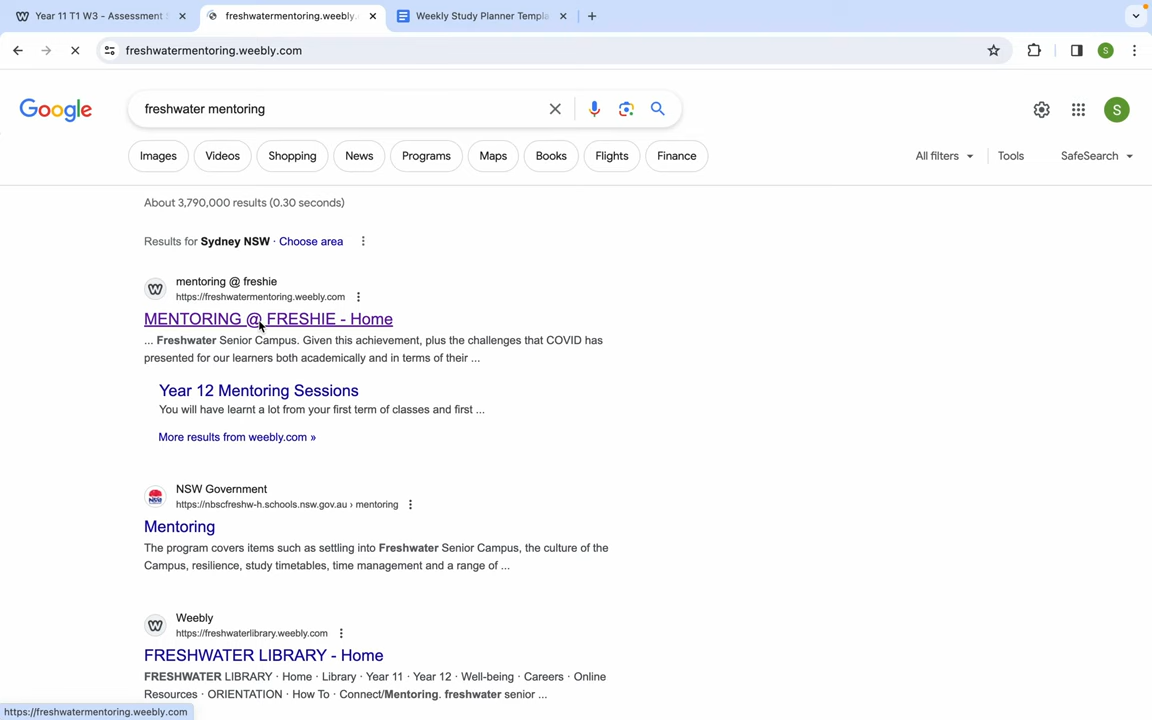 Year 11 T1 W3 - Assessment
freshwatermentoring.weebly.
Weekly Study Planner Templa
freshwatermentoring.weebly.com
S
Google
freshwater mentoring
S
Images
Videos
Shopping
News
Programs
Maps
Books
Flights
Finance
All filters
Tools
SafeSearch
About 3,790,000 results (0.30 seconds)
Results for Sydney NSW · Choose area
mentoring @ freshie
https://freshwatermentoring.weebly.com
MENTORING @ FRESHIE - Home
... Freshwater Senior Campus. Given this achievement, plus the challenges that COVID has
presented for our learners both academically and in terms of their ...
Year 12 Mentoring Sessions
You will have learnt a lot from your first term of classes and first ...
More results from weebly.com »
NSW Government
https://nbscfreshw-h.schools.nsw.gov.au › mentoring
Mentoring
The program covers items such as settling into Freshwater Senior Campus, the culture of the
Campus, resilience, study timetables, time management and a range of ...
Weebly
https://freshwaterlibrary.weebly.com
FRESHWATER LIBRARY - Home
FRESHWATER LIBRARY · Home · Library · Year 11 · Year 12 · Well-being · Careers · Online
Resources · ORIENTATION · How To · Connect/Mentoring. freshwater senior ...
https://freshwatermentoring.weebly.com